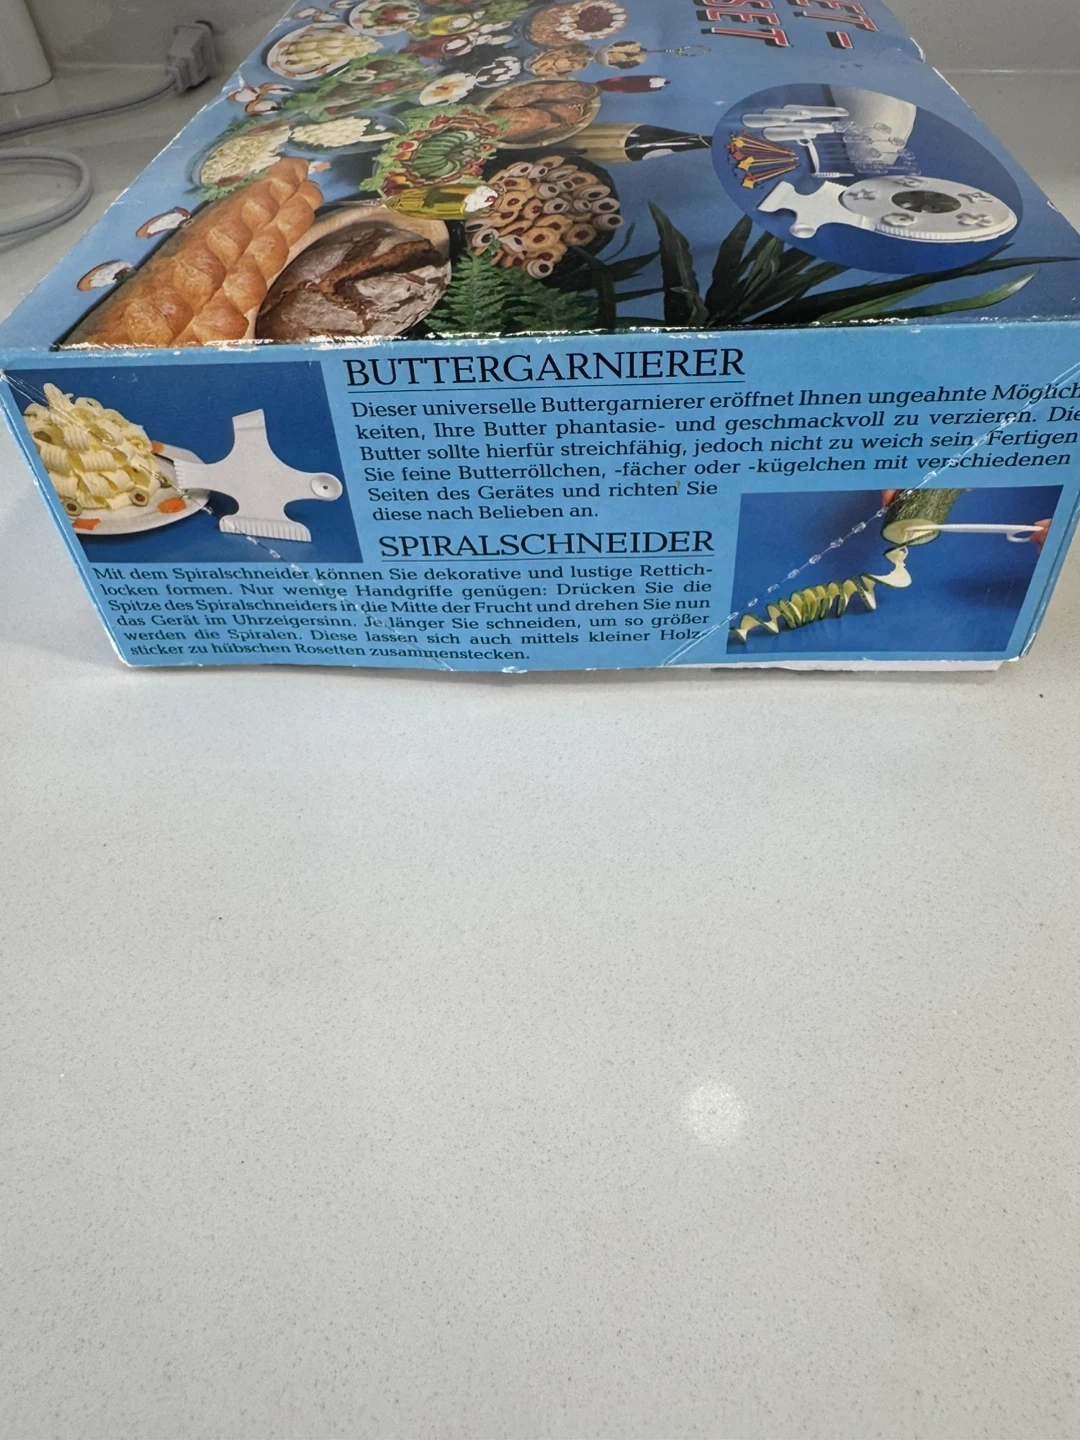 ET -
SET
BUTTERGARNIERER
Dieser universelle Buttergarnierer eröffnet Ihnen ungeahnte Möglich
keiten, Ihre Butter phantasie- und geschmackvoll zu verzieren. Die
Butter sollte hierfür streichfähig, jedoch nicht zu weich sein. Fertigen
Sie feine Butterröllchen, -fächer oder -kügelchen mit verschiedenen
Seiten des Gerätes und richten Sie
diese nach Belieben an.
SPIRALSCHNEIDER
Mit dem Spiralschneider können Sie dekorative und lustige Rettich-
locken formen. Nur wenige Handgriffe genügen: Drücken Sie die
Spitze des Spiralschneiders in die Mitte der Frucht und drehen Sie nun
das Gerät im Uhrzeigersinn. Je länger Sie schneiden, um so größer
werden die Spiralen. Diese lassen sich auch mittels kleiner Holz-
sticker zu hübschen Rosetten zusammenstecken.